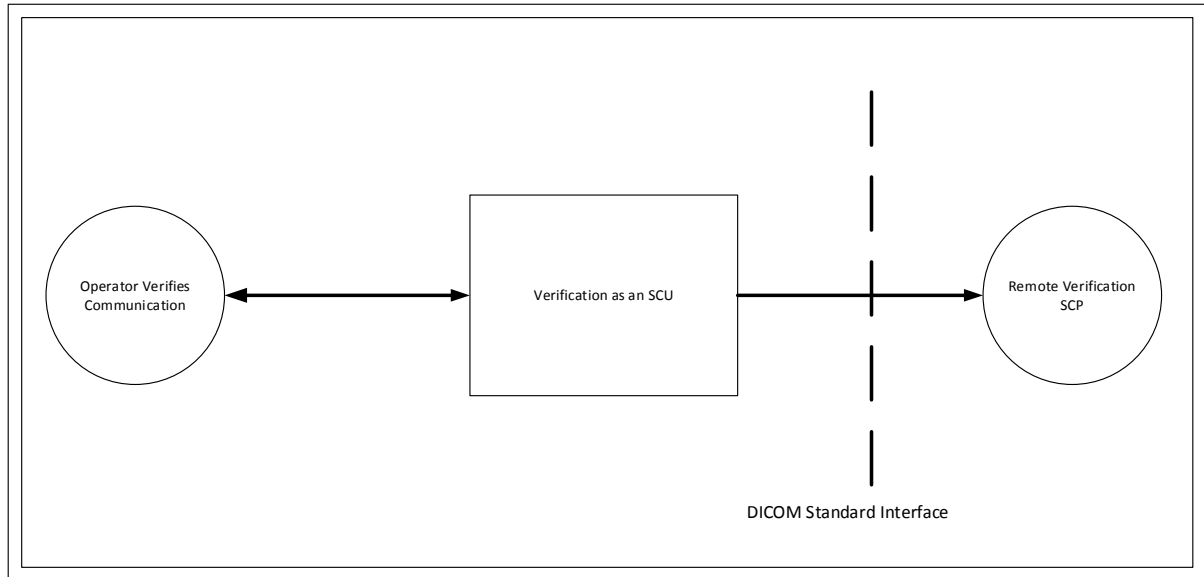 Operator Verifies
Communication
Verification as an SCU
Remote Verification
SCP
DICOM Standard Interface